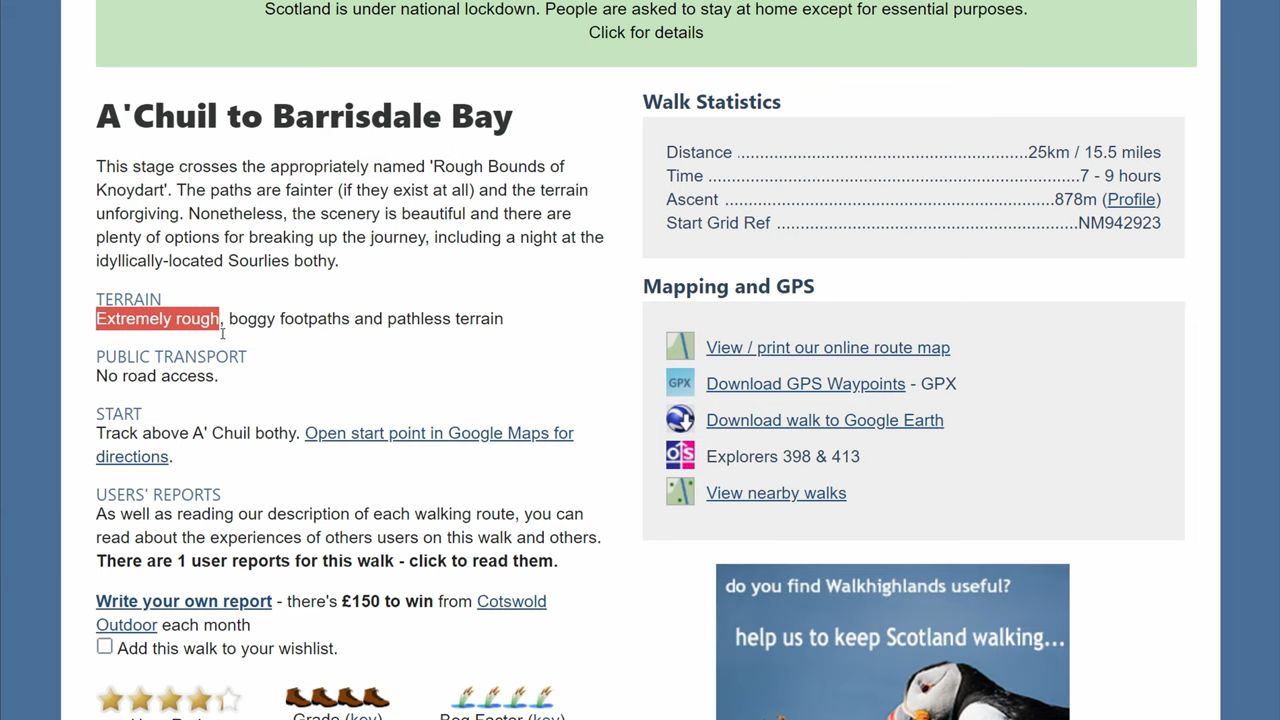 Scotland is under national lockdown. People are asked to stay at home except for essential purposes.
Click for details
A'Chuil to Barrisdale Bay
This stage crosses the appropriately named 'Rough Bounds of
Knoydart'. The paths are fainter (if they exist at all) and the terrain
unforgiving. Nonetheless, the scenery is beautiful and there are
plenty of options for breaking up the journey, including a night at the
idyllically-located Sourlies bothy.
TERRAIN
Extremely rough, boggy footpaths and pathless terrain
PUBLIC TRANSPORT
No road access.
START
Track above A' Chuil bothy. Open start point in Google Maps for
directions.
USERS' REPORTS
As well as reading our description of each walking route, you can
read about the experiences of others users on this walk and others.
There are 1 user reports for this walk - click to read them.
Write your own report - there's £150 to win from Cotswold
Outdoor each month
Add this walk to your wishlist.
Grade (key)
Bog Factor (key)
Walk Statistics
Distance ........................................................25km / 15.5 miles
Time ........................................................................7 - 9 hours
Ascent ................................................................878m (Profile)
Start Grid Ref ...........................................................NM942923
Mapping and GPS
View / print our online route map
GPX Download GPS Waypoints - GPX
Download walk to Google Earth
OS Explorers 398 & 413
View nearby walks
do you find Walkhighlands useful?
help us to keep Scotland walking...